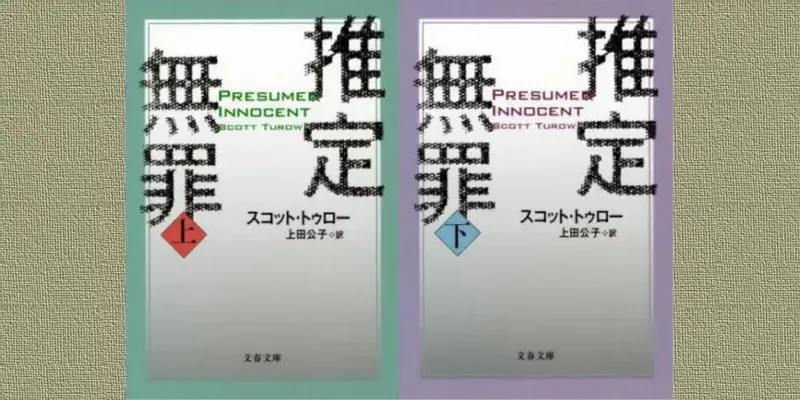 推定
無罪
PRESUMED
INNOCENT
SCOTT TUROW
上
スコット・トゥロー
上田公子◇訳
文春文庫
推定
無罪
PRESUMED
INNOCENT
SCOTT TUROW
下
スコット・トゥロー
上田公子◇訳
文春文庫